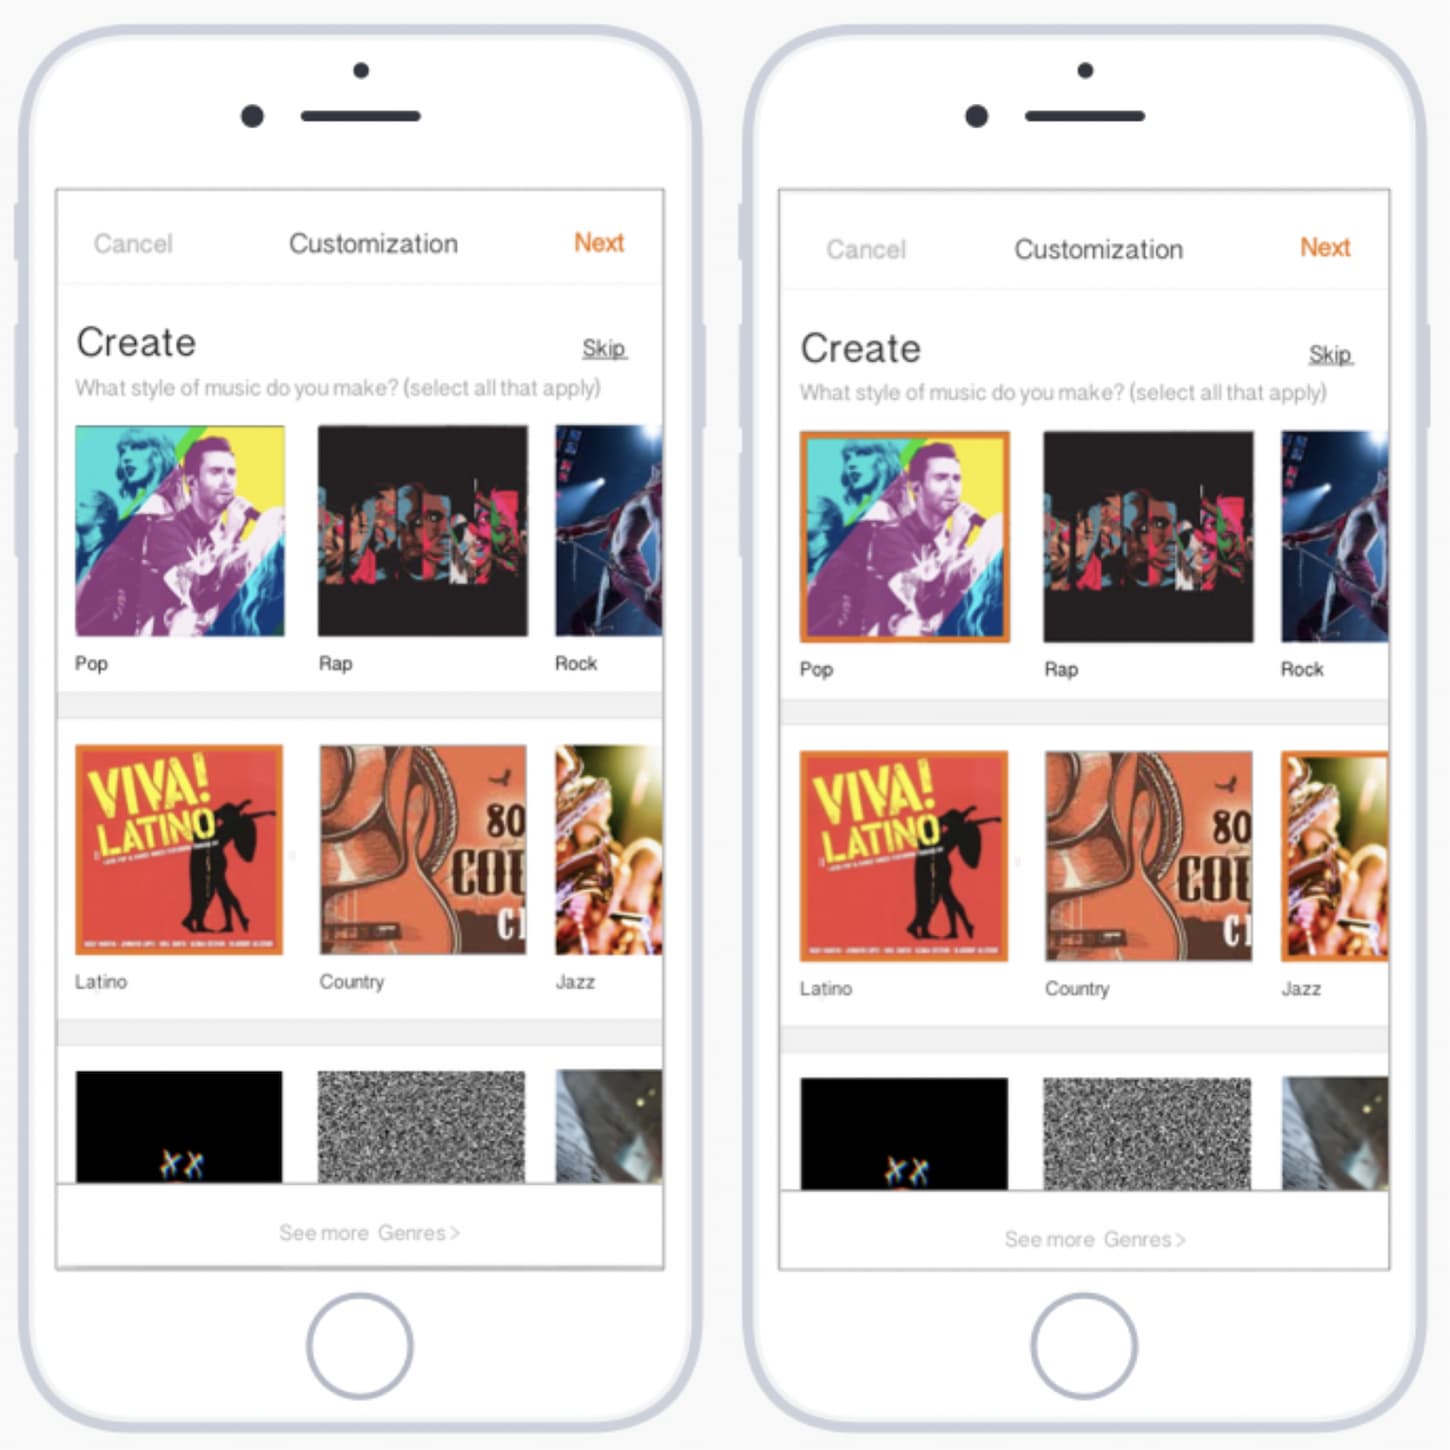 Cancel Customization Next
Create Skip
What style of music do you make? (select all that apply)
Pop Rap Rock
VIVA!
LATINO
80
COU
Latino Country Jazz
See more Genres>
Cancel Customization Next
Create Skip
What style of music do you make? (select all that apply)
Pop Rap Rock
VIVA!
LATINO
80
COU
Latino Country Jazz
XX
See more Genres>